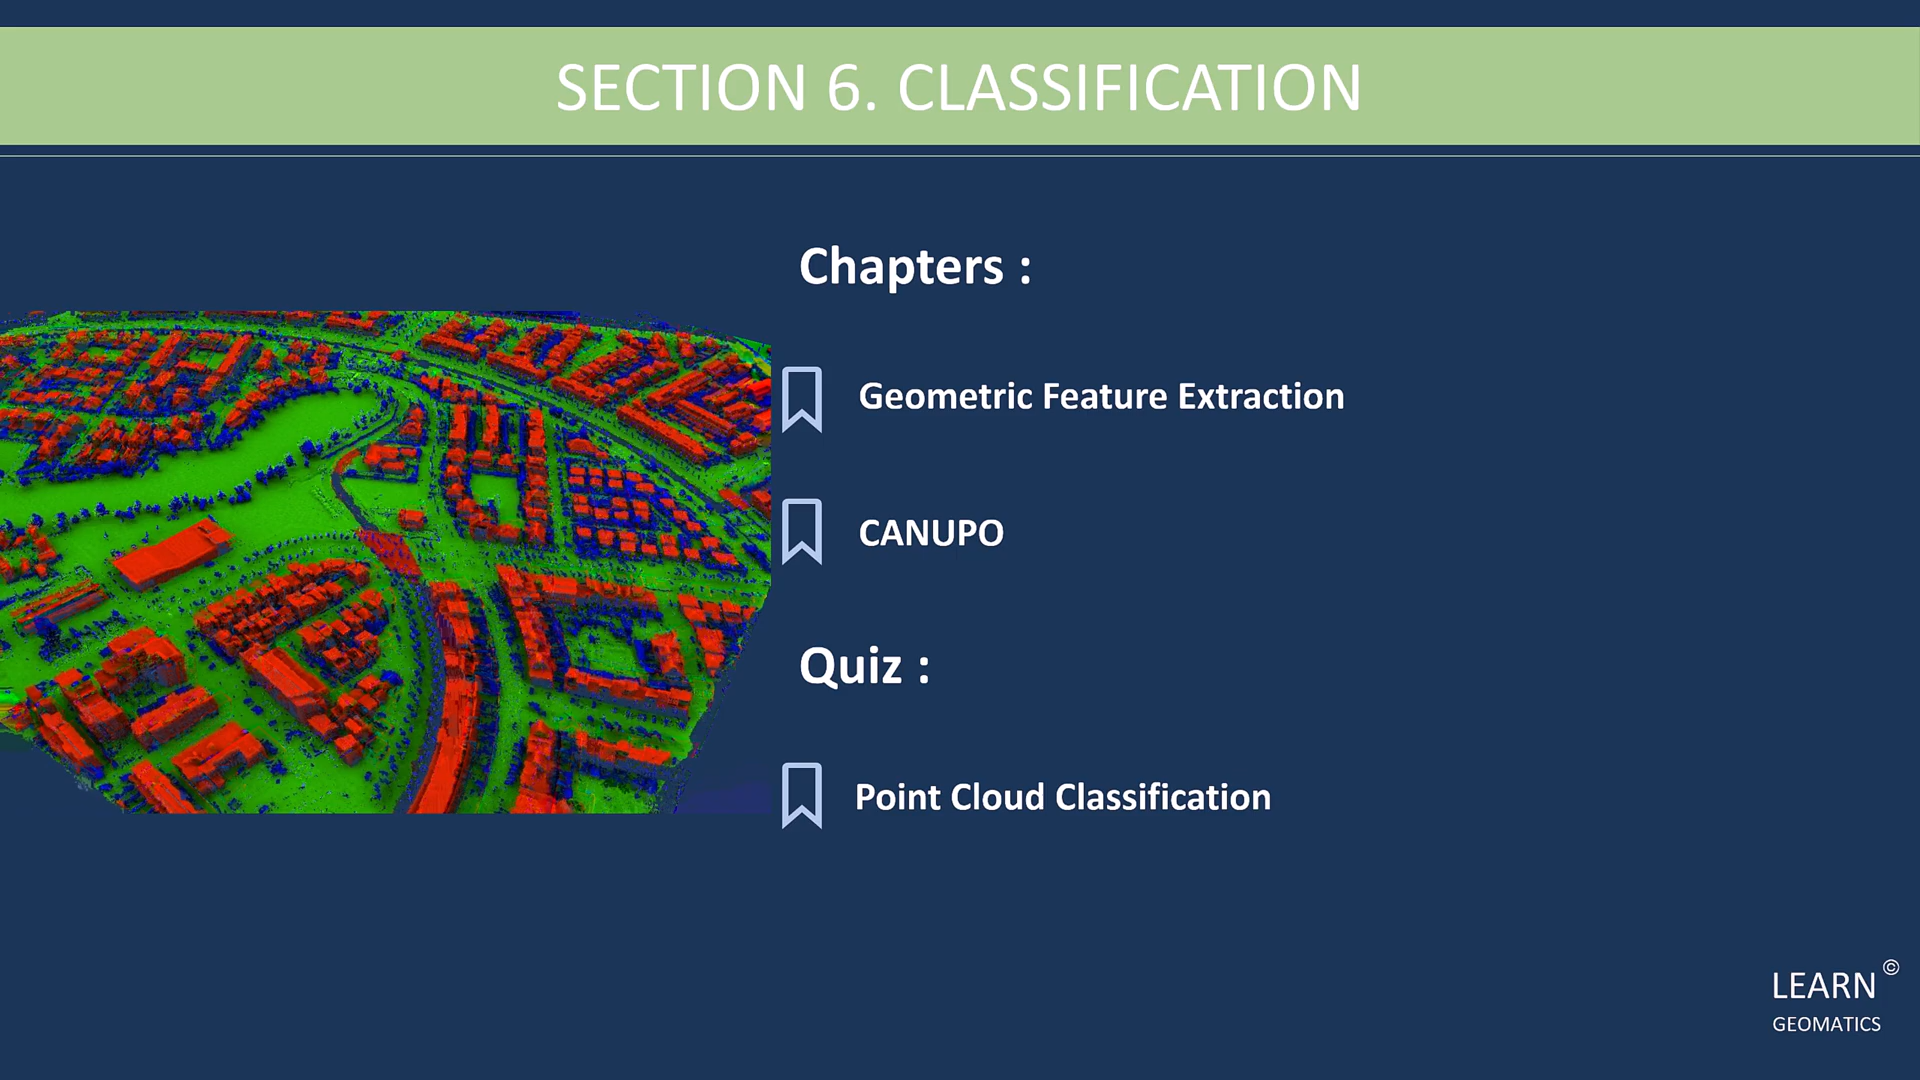 SECTION 6. CLASSIFICATION
Chapters :
Geometric Feature Extraction
CANUPO
Quiz :
Point Cloud Classification
LEARN ©
GEOMATICS